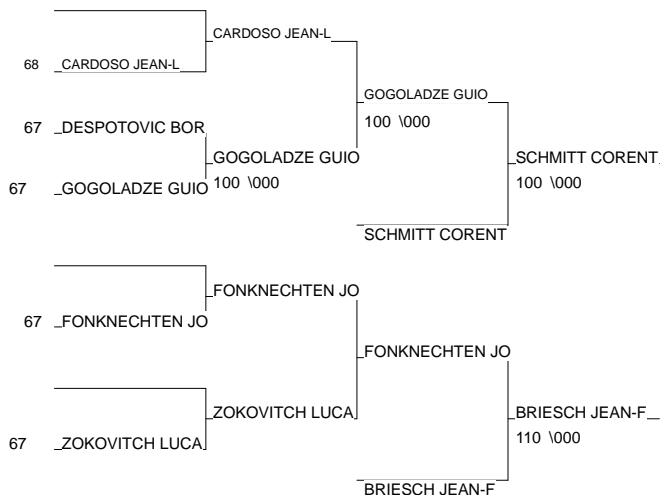 CARDOSO JEAN-L
68 CARDOSO JEAN-L
GOGOLADZE GUIO
100 \000
67 DESPOTOVIC BOR
GOGOLADZE GUIO
100 \000
SCHMITT CORENT
100 \000
67 GOGOLADZE GUIO
SCHMITT CORENT
FONKNECHTEN JO
67 FONKNECHTEN JO
FONKNECHTEN JO
ZOKOVITCH LUCA
BRIESCH JEAN-F
110 \000
67 ZOKOVITCH LUCA
BRIESCH JEAN-F